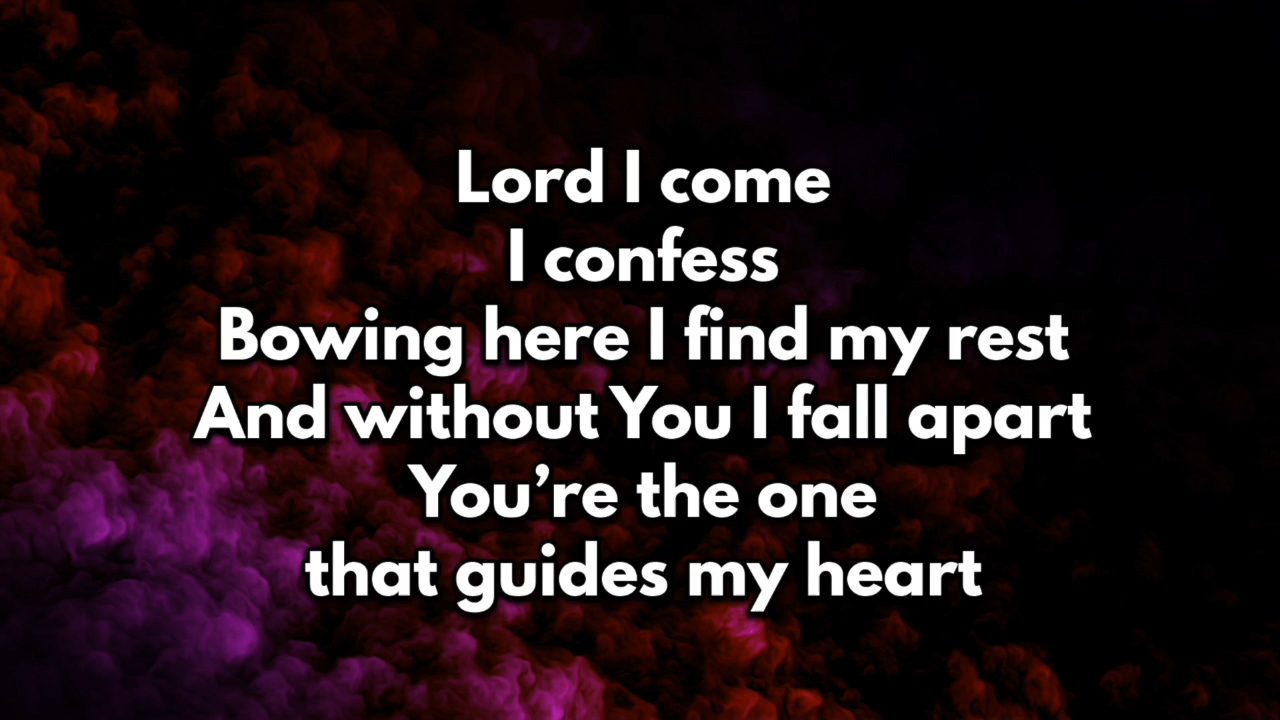 Lord I come
I confess
Bowing here I find my rest
And without You I fall apart
You’re the one
that guides my heart